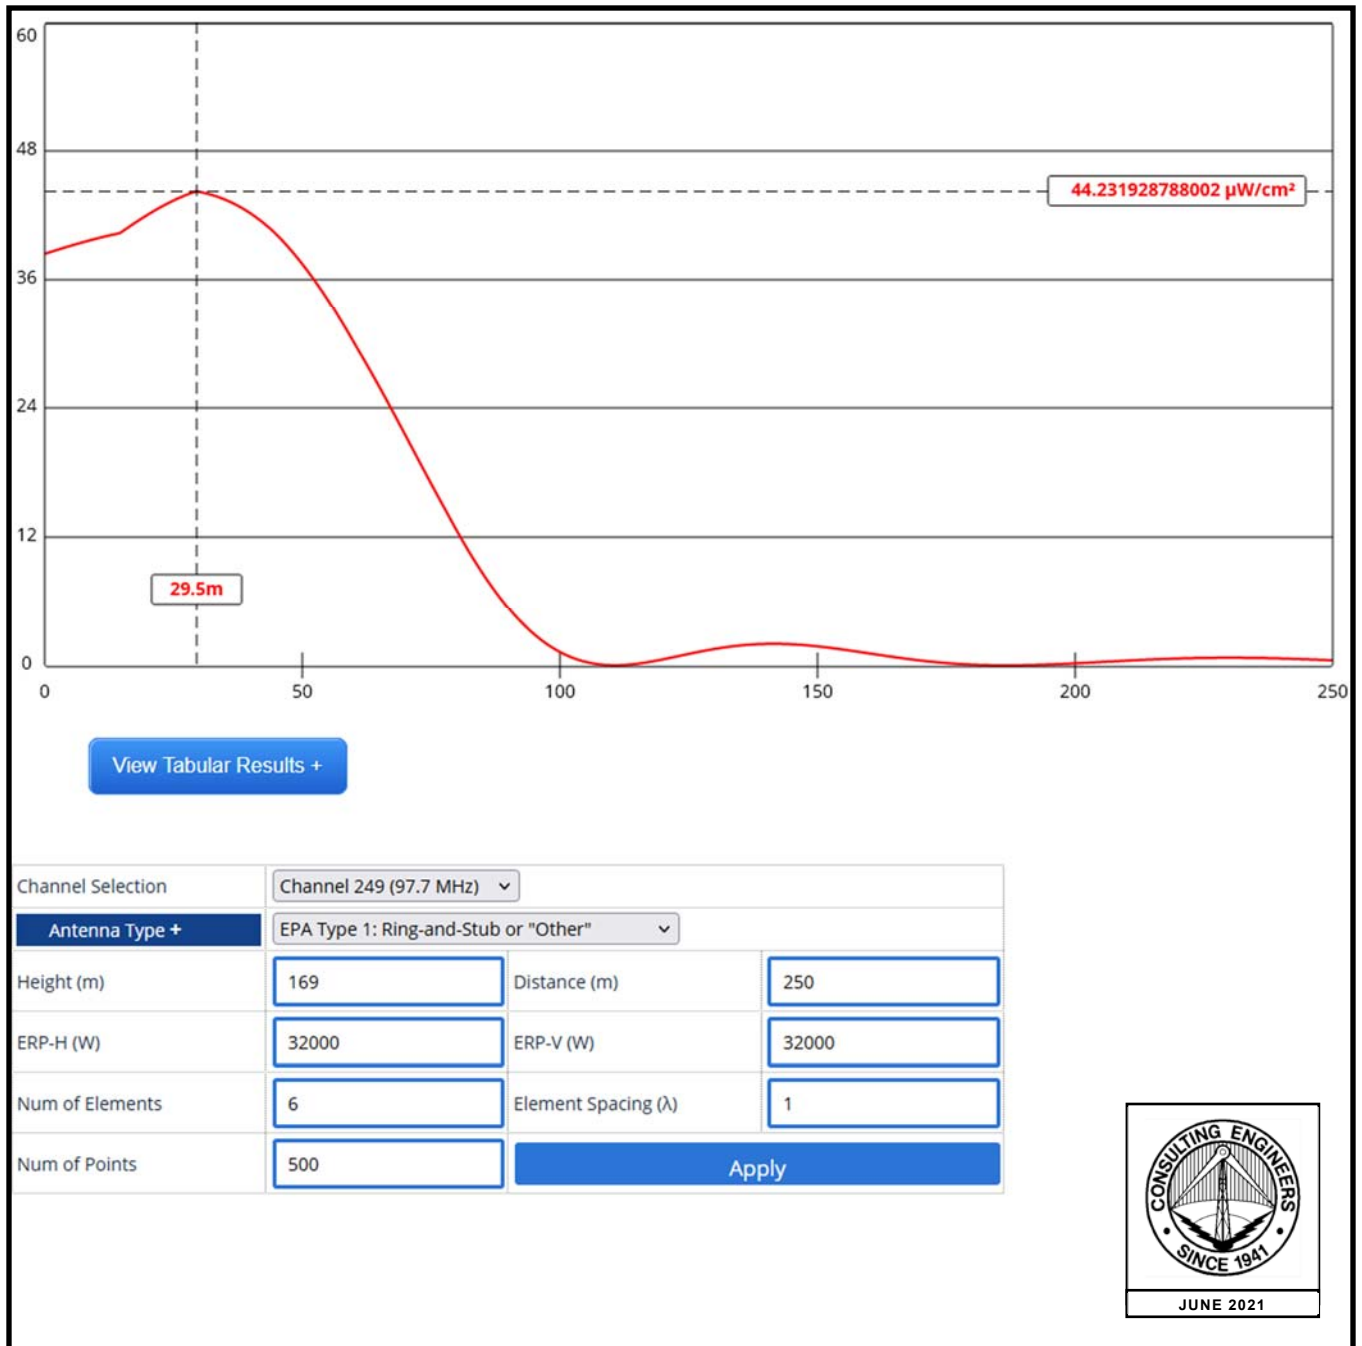 60
48
44.231928788002 µW/cm²
36
24
12
29.5m
0
0 50 100 150 200 250
View Tabular Results +
Channel Selection Channel 249 (97.7 MHz)
Antenna Type + EPA Type 1: Ring-and-Stub or "Other"
Height (m) 169 Distance (m) 250
ERP-H (W) 32000 ERP-V (W) 32000
Num of Elements 6 Element Spacing (λ) 1
Num of Points 500 Apply
CONSULTING ENGINEERS
• SINCE 1941 •
JUNE 2021